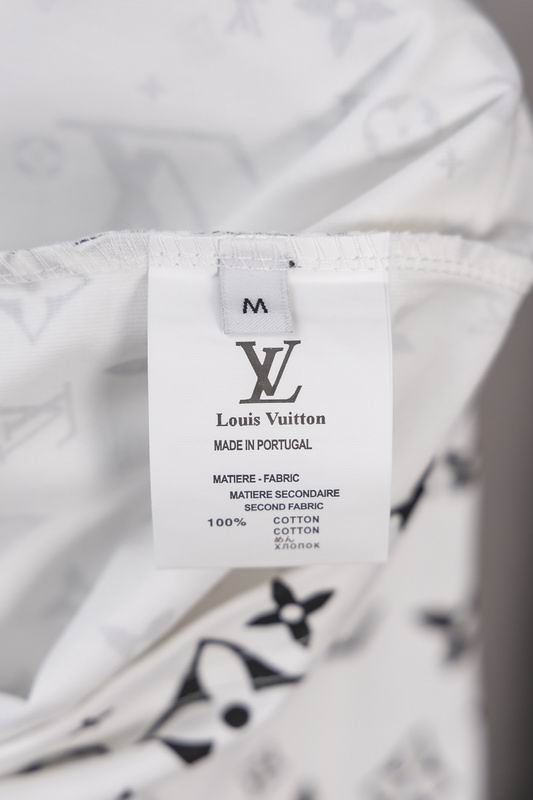 M
LV
Louis Vuitton
MADE IN PORTUGAL
MATIERE - FABRIC
MATIERE SECONDAIRE
SECOND FABRIC
100% COTTON
COTTON
めん
ХЛОПОК